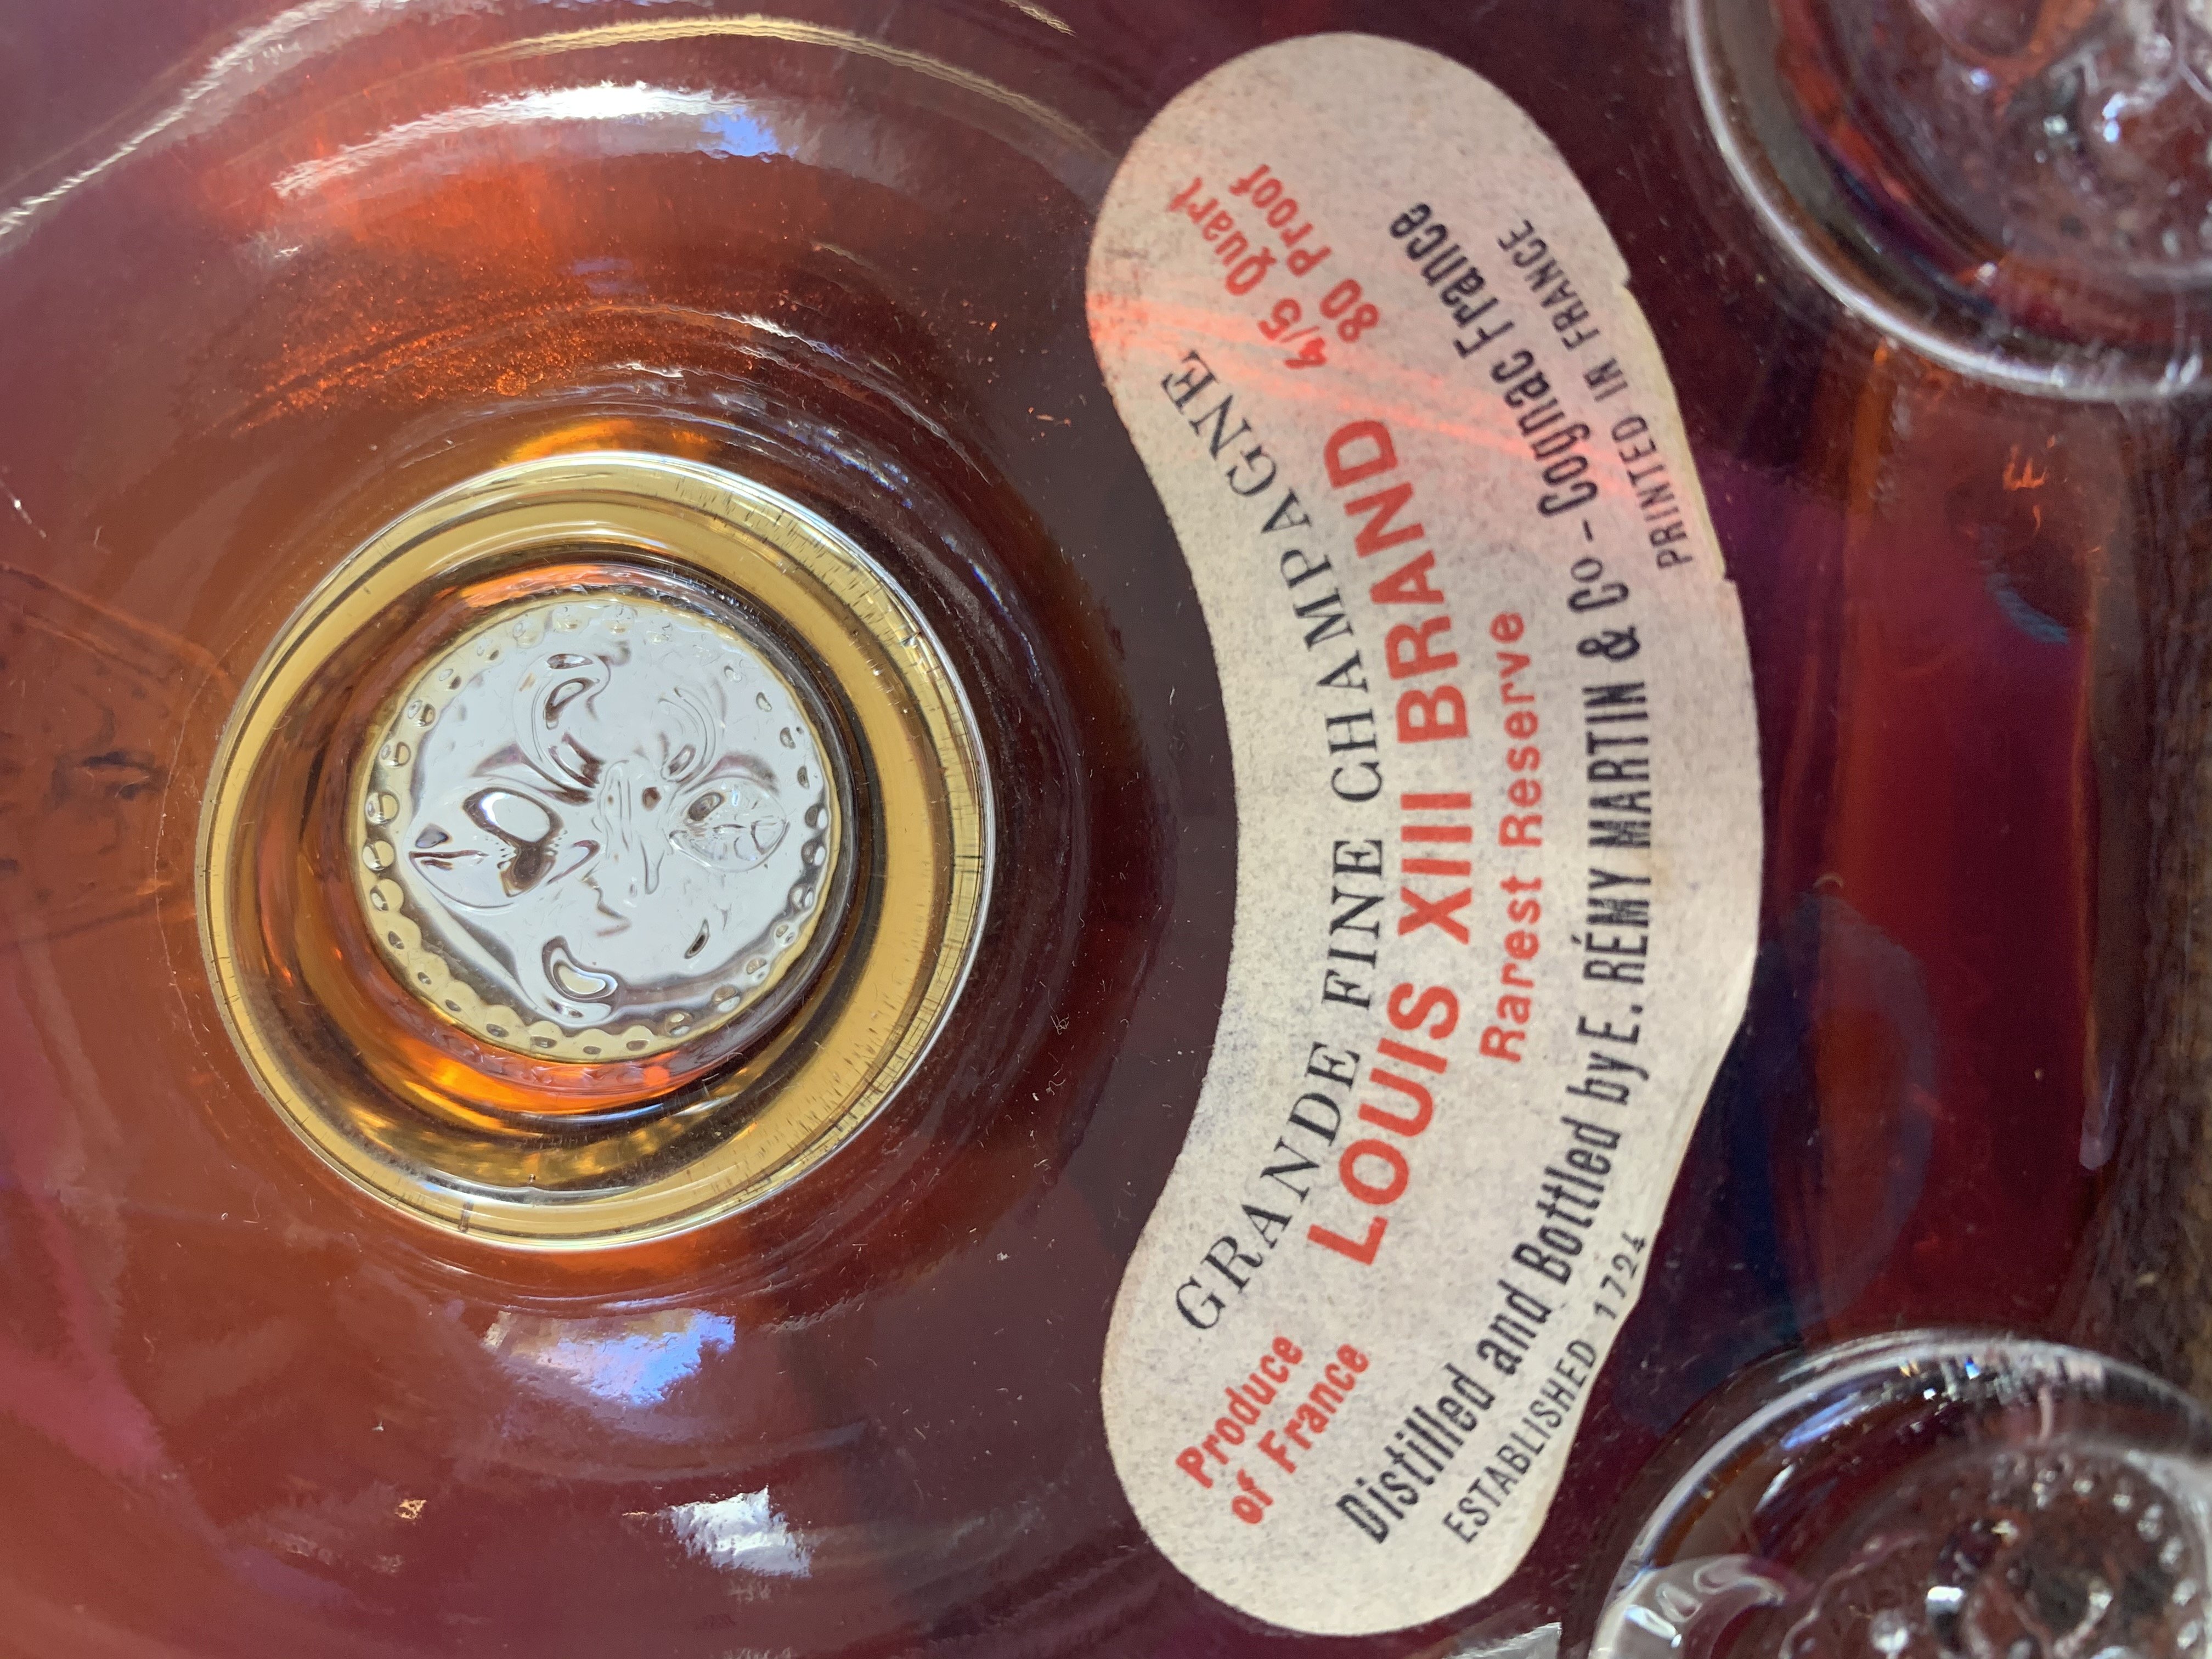 GRANDE FINE CHAMPAGNE
Produce
of France
LOUIS XIII BRAND
4/5 Quart
80 Proof
Rarest Reserve
Distilled and Bottled by E. RÉMY MARTIN & Co - Cognac France
ESTABLISHED 1724
PRINTED IN FRANCE